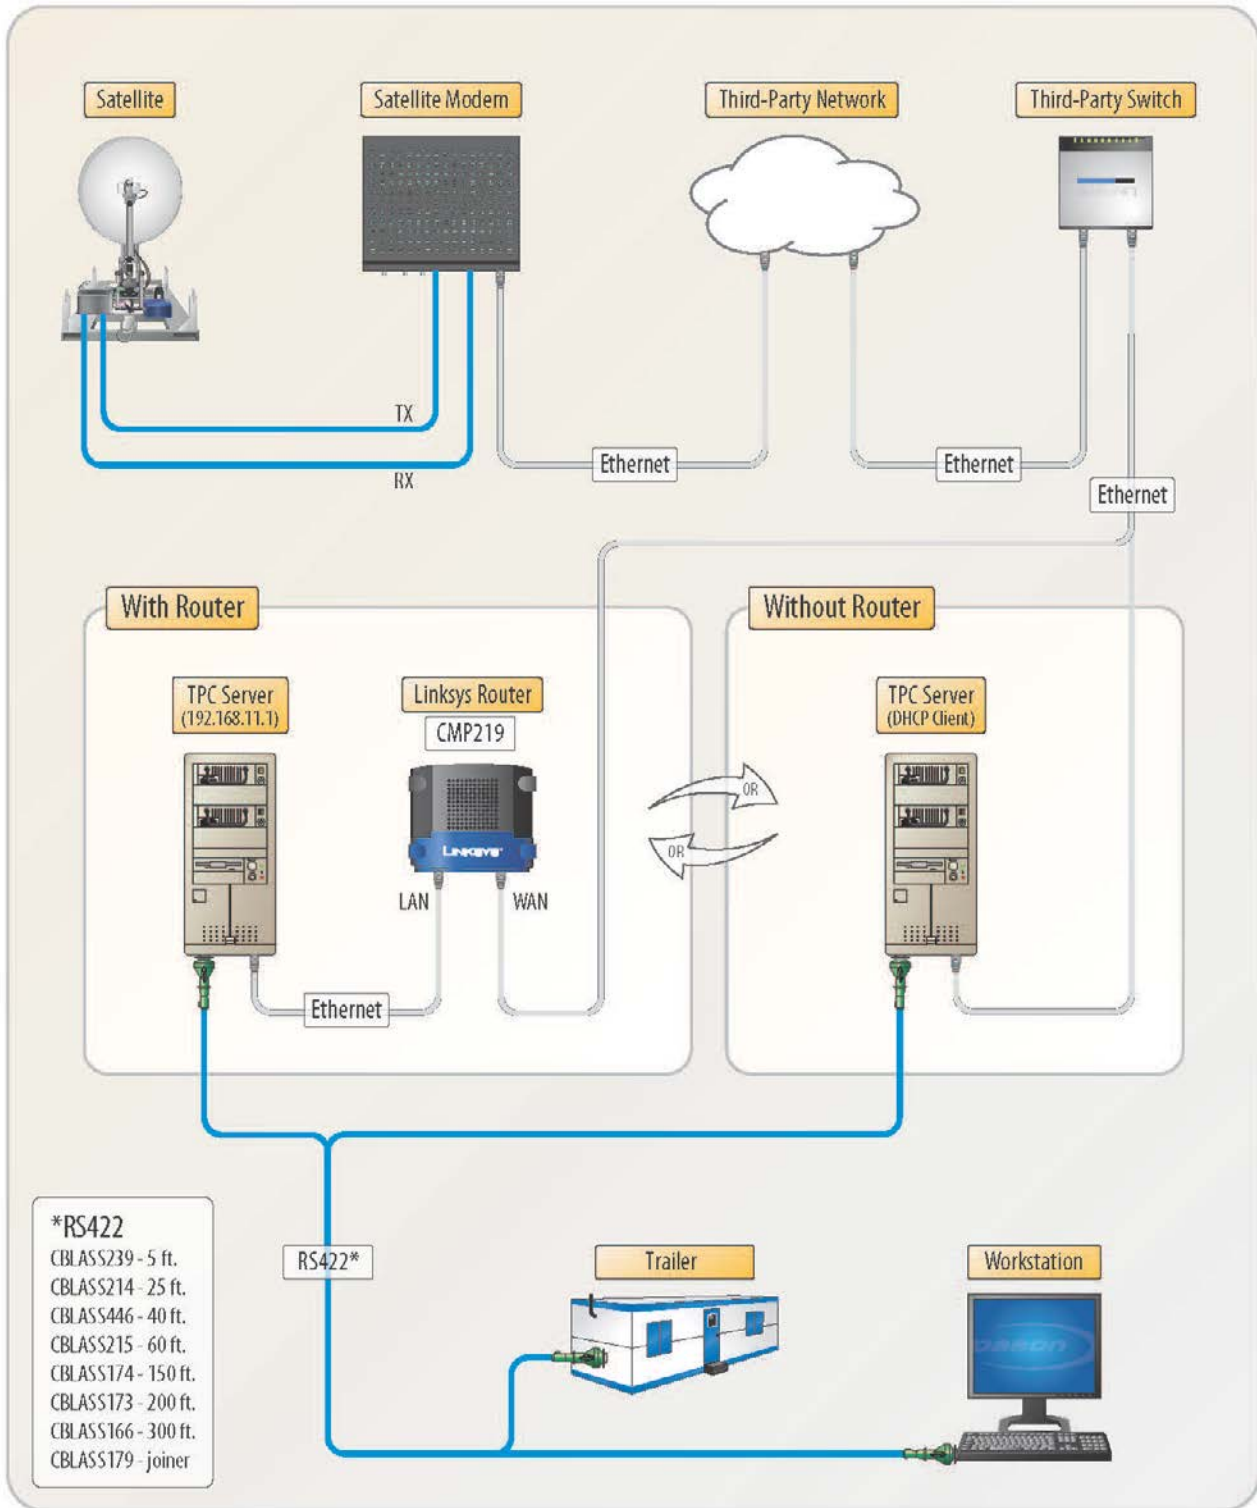 Satellite
Satellite Modem
Third-Party Network
Third-Party Switch
TX
RX
Ethernet
Ethernet
Ethernet
With Router
Without Router
TPC Server
(192.168.11.1)
Linksys Router
CMP219
TPC Server
(DHCP Client)
OR
OR
LINKSYS
LAN
WAN
Ethernet
*RS422
CBLASS239 - 5 ft.
CBLASS214 - 25 ft.
CBLASS446 - 40 ft.
CBLASS215 - 60 ft.
CBLASS174 - 150 ft.
CBLASS173 - 200 ft.
CBLASS166 - 300 ft.
CBLASS179 - joiner
RS422*
Trailer
Workstation